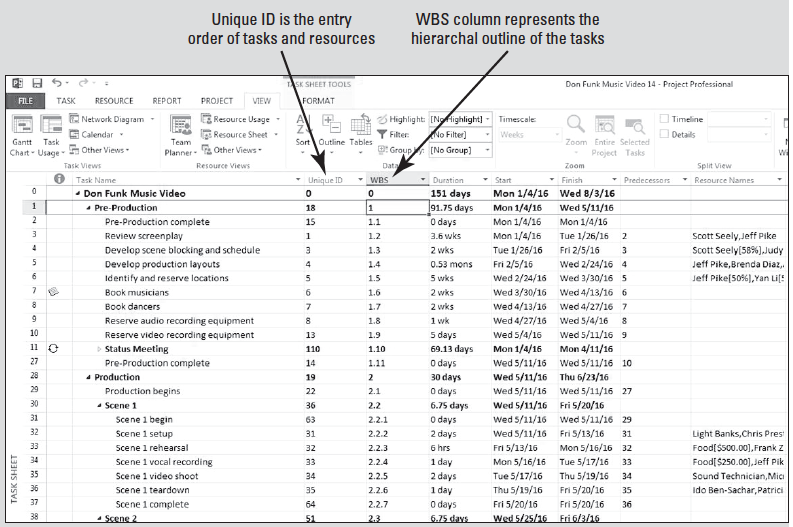 Unique ID is the entry
order of tasks and resources
WBS column represents the
hierarchal outline of the tasks
TASK SHEET TOOLS
Don Funk Music Video 14 - Project Professional
FILE TASK RESOURCE REPORT PROJECT VIEW FORMAT
Gantt Chart Task Usage Network Diagram Calendar Other Views
Task Views
Team Planner Resource Usage Resource Sheet Other Views
Resource Views
Sort Outline Tables Highlight: [No Highlight] Filter: [No Filter] Group by: [No Group]
Timescale: Weeks
Zoom Entire Project Selected Tasks
Zoom
Timeline Details
Split View
Task Name Unique ID WBS Duration Start Finish Predecessors Resource Names
0 Don Funk Music Video 0 0 151 days Mon 1/4/16 Wed 8/3/16
1 Pre-Production 18 1 91.75 days Mon 1/4/16 Wed 5/11/16
2 Pre-Production complete 15 1.1 0 days Mon 1/4/16 Mon 1/4/16
3 Review screenplay 1 1.2 3.6 wks Mon 1/4/16 Tue 1/26/16 2 Scott Seely,Jeff Pike
4 Develop scene blocking and schedule 3 1.3 2 wks Tue 1/26/16 Fri 2/5/16 3 Scott Seely[58%],Judy
5 Develop production layouts 4 1.4 0.53 mons Fri 2/5/16 Wed 2/24/16 4 Jeff Pike,Brenda Diaz,
6 Identify and reserve locations 5 1.5 5 wks Wed 2/24/16 Wed 3/30/16 5 Jeff Pike[50%],Yan Li[5
7 Book musicians 6 1.6 2 wks Wed 3/30/16 Wed 4/13/16 6
8 Book dancers 7 1.7 2 wks Wed 4/13/16 Wed 4/27/16 7
9 Reserve audio recording equipment 8 1.8 1 wk Wed 4/27/16 Wed 5/4/16 8
10 Reserve video recording equipment 13 1.9 5 days Wed 5/4/16 Wed 5/11/16 9
11 Status Meeting 110 1.10 69.13 days Mon 1/4/16 Mon 4/11/16
27 Pre-Production complete 14 1.11 0 days Wed 5/11/16 Wed 5/11/16 10
28 Production 19 2 30 days Wed 5/11/16 Thu 6/23/16
29 Production begins 22 2.1 0 days Wed 5/11/16 Wed 5/11/16 27
30 Scene 1 36 2.2 6.75 days Wed 5/11/16 Fri 5/20/16
31 Scene 1 begin 63 2.2.1 0 days Wed 5/11/16 Wed 5/11/16 29
32 Scene 1 setup 31 2.2.2 2 days Wed 5/11/16 Fri 5/13/16 31 Light Banks,Chris Pres
33 Scene 1 rehearsal 32 2.2.3 6 hrs Fri 5/13/16 Mon 5/16/16 32 Food[$500.00],Frank Z
34 Scene 1 vocal recording 33 2.2.4 1 day Mon 5/16/16 Tue 5/17/16 33 Food[$250.00],Jeff Pik
35 Scene 1 video shoot 34 2.2.5 2 days Tue 5/17/16 Thu 5/19/16 34 Sound Technician,Mic
36 Scene 1 teardown 35 2.2.6 1 day Thu 5/19/16 Fri 5/20/16 35 Ido Ben-Sachar,Patrici
37 Scene 1 complete 64 2.2.7 0 days Fri 5/20/16 Fri 5/20/16 36
38 Scene 2 51 2.3 6.75 days Wed 5/25/16 Fri 6/3/16
TASK SHEET